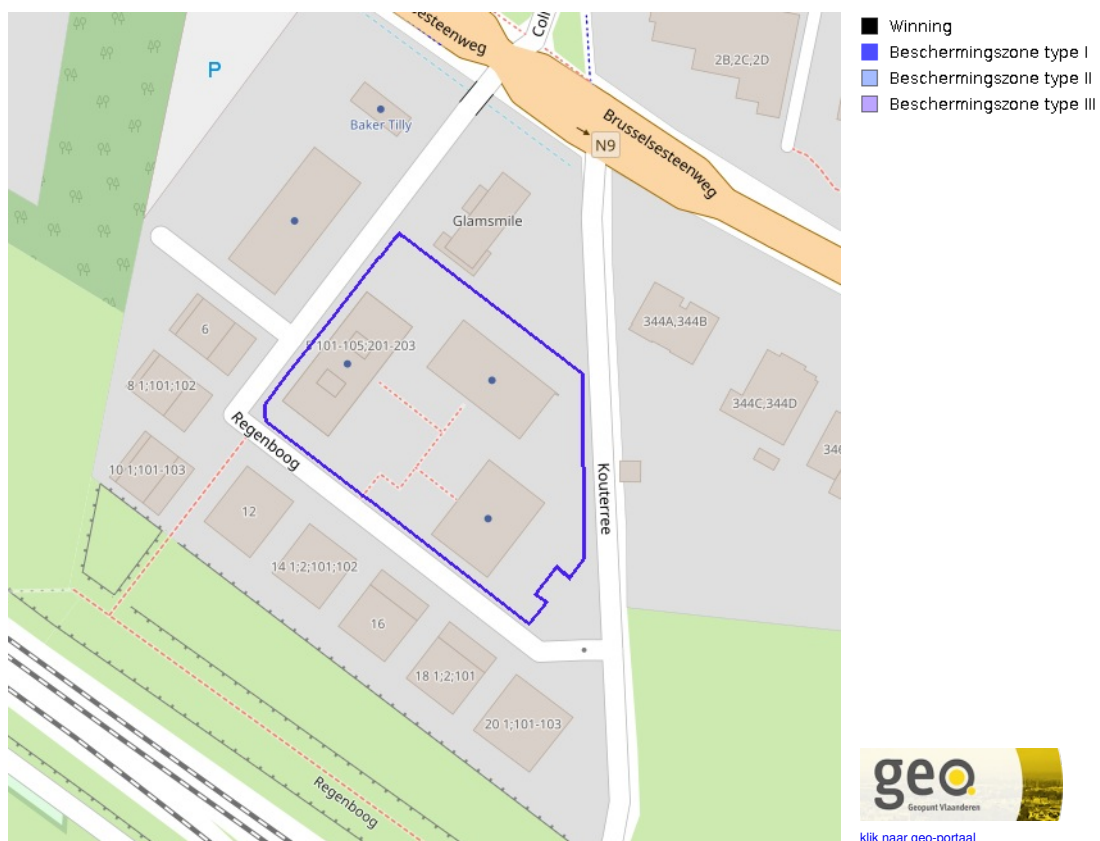 sesteenweg
Col
2B,2C,2D
P
Baker Tilly
Brusselsesteenweg
N9
Glamsmile
344A,344B
6
101-105;201-203
8 1;101;102
344C,344D
Regenboog
346
10 1;101-103
Kouterree
12
14 1;2;101;102
16
18 1;2;101
20 1;101-103
Regenboog
Winning
Beschermingszone type I
Beschermingszone type II
Beschermingszone type III
geo
Geopunt Vlaanderen
klik naar geo-portaal